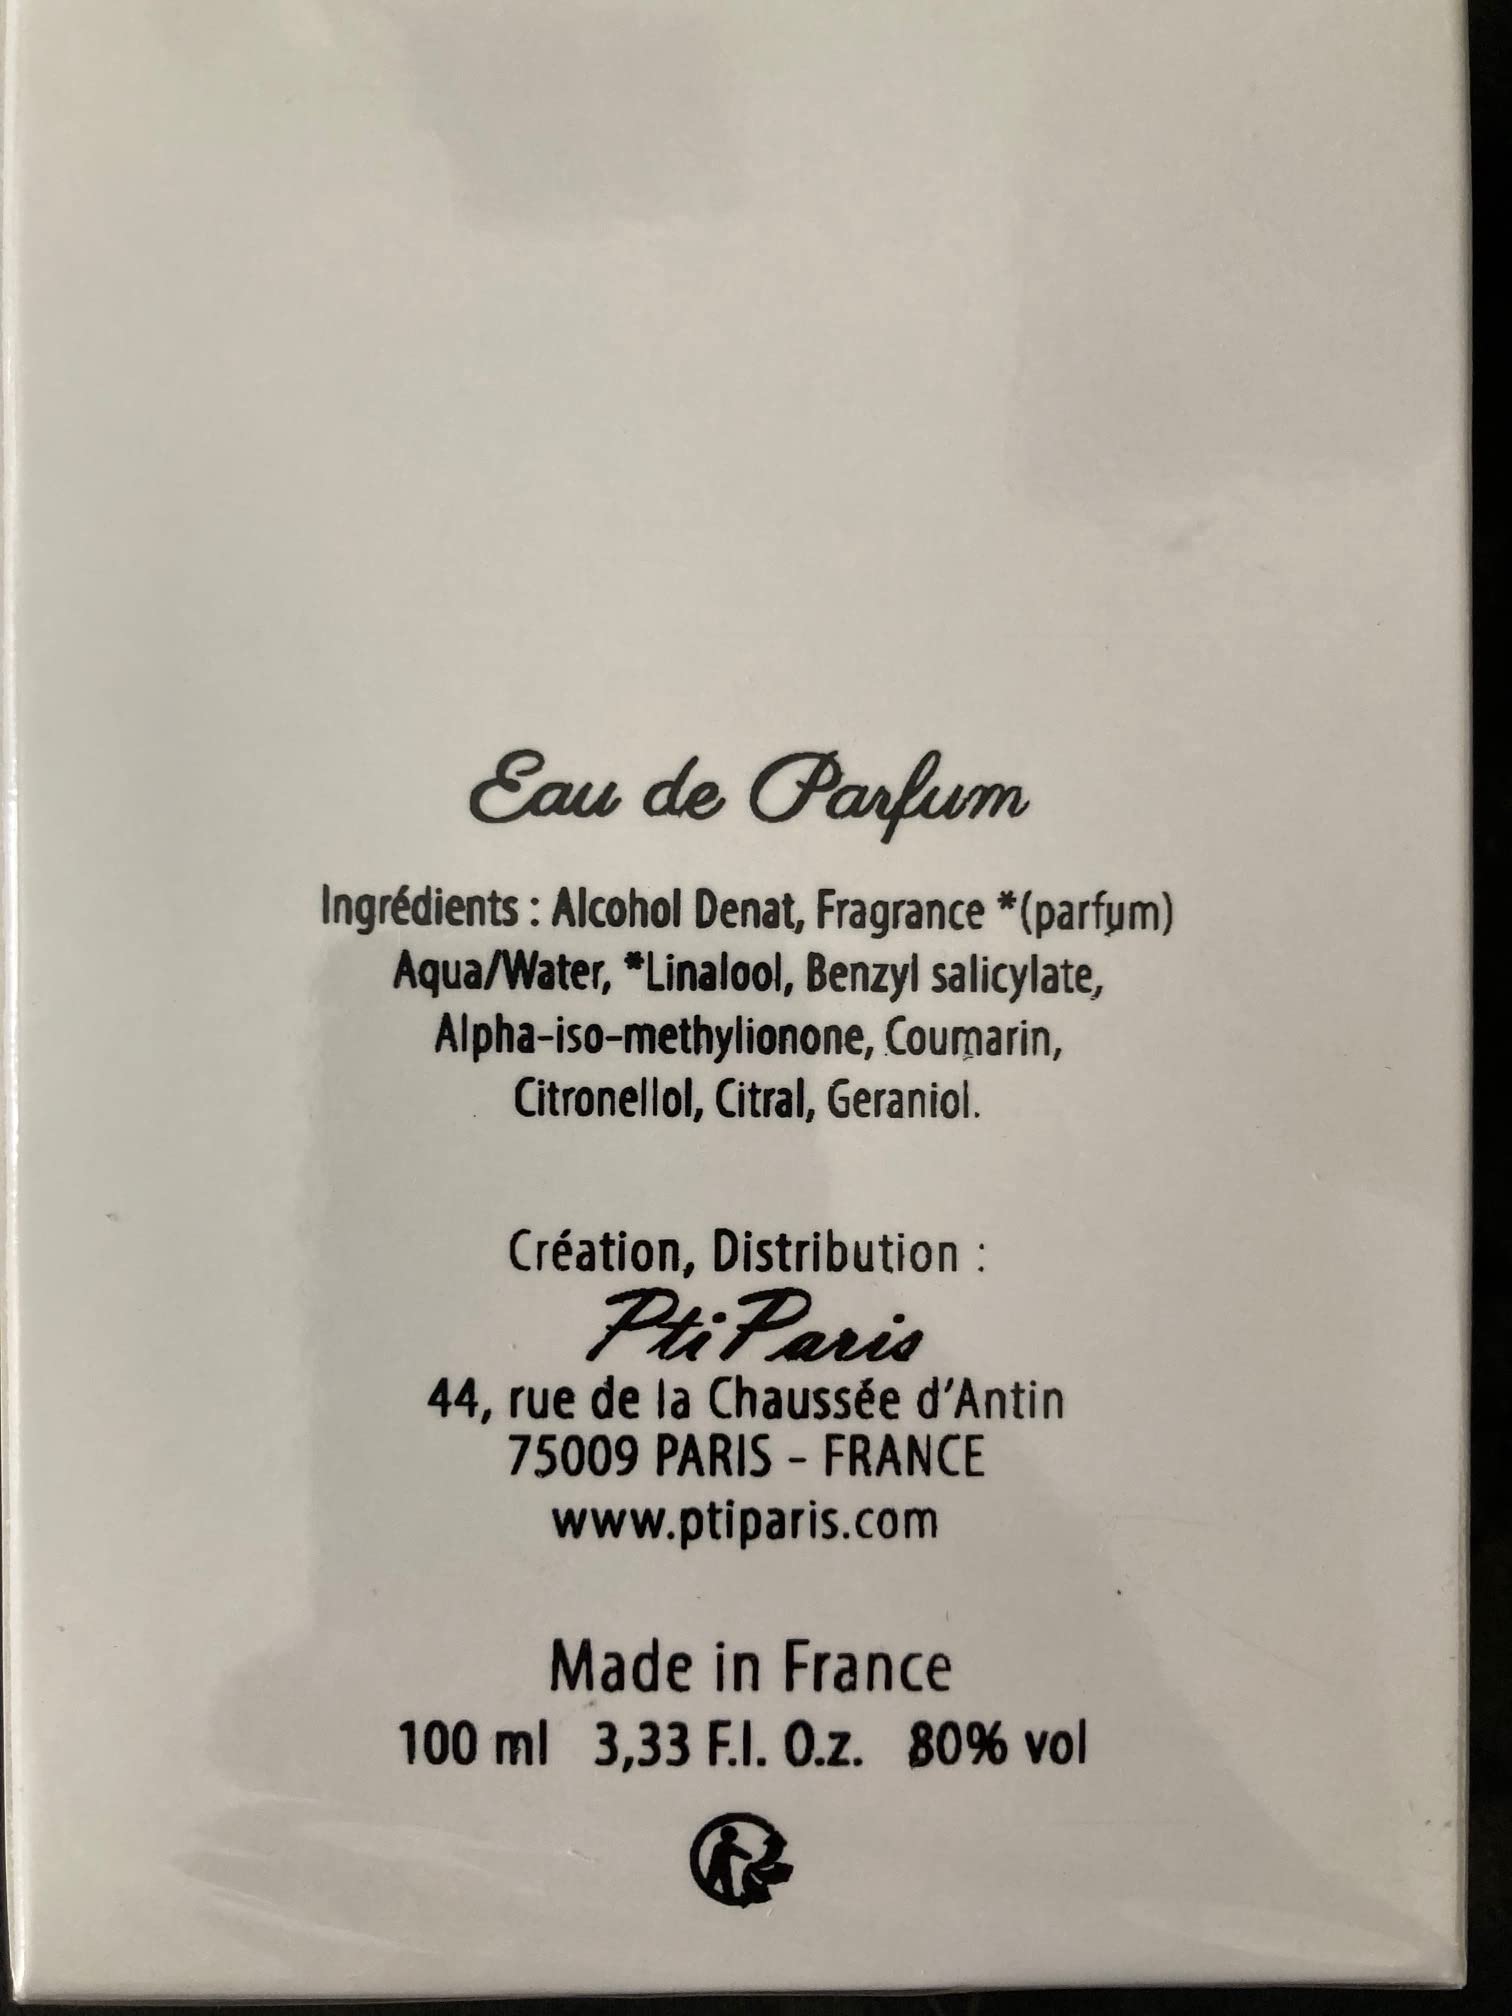 Eau de Parfum
Ingrédients : Alcohol Denat, Fragrance *(parfum)
Aqua/Water, *Linalool, Benzyl salicylate,
Alpha-iso-methylionone, Coumarin,
Citronellol, Citral, Geraniol.
Création, Distribution :
Pti Paris
44, rue de la Chaussée d'Antin
75009 PARIS - FRANCE
www.ptiparis.com
Made in France
100 ml 3,33 F.l. O.z. 80% vol